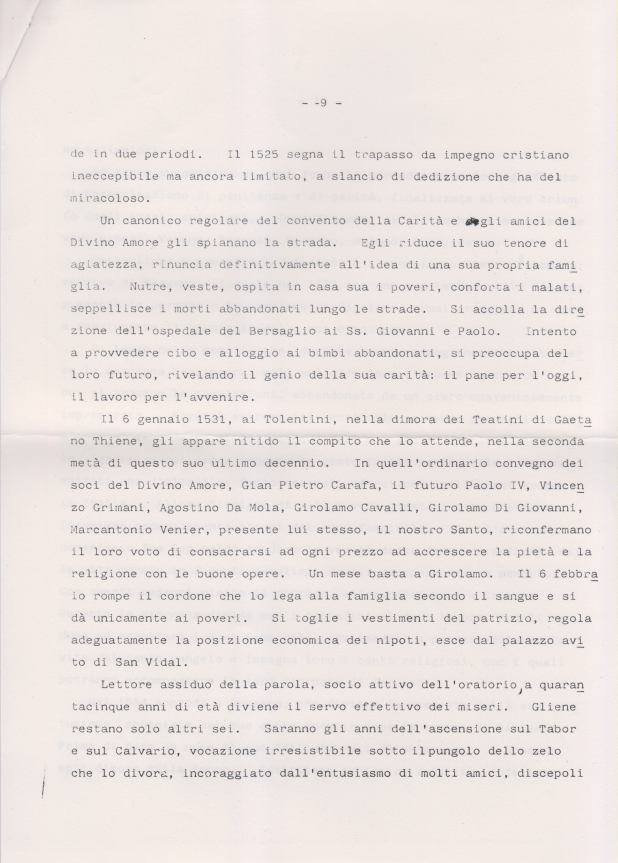 - -9 -
de in due periodi. Il 1525 segna il trapasso da impegno cristiano
ineccepibile ma ancora limitato, a slancio di dedizione che ha del
miracoloso.
Un canonico regolare del convento della Carità e gli amici del
Divino Amore gli spianano la strada. Egli riduce il suo tenore di
agiatezza, rinuncia definitivamente all'idea di una sua propria fami
glia. Nutre, veste, ospita in casa sua i poveri, conforta i malati,
seppellisce i morti abbandonati lungo le strade. Si accolla la dire
zione dell'ospedale del Bersaglio ai Ss. Giovanni e Paolo. Intento
a provvedere cibo e alloggio ai bimbi abbandonati, si preoccupa del
loro futuro, rivelando il genio della sua carità: il pane per l'oggi,
il lavoro per l'avvenire.
Il 6 gennaio 1531, ai Tolentini, nella dimora dei Teatini di Gaeta
no Thiene, gli appare nitido il compito che lo attende, nella seconda
metà di questo suo ultimo decennio. In quell'ordinario convegno dei
soci del Divino Amore, Gian Pietro Carafa, il futuro Paolo IV, Vincen
zo Grimani, Agostino Da Mola, Girolamo Cavalli, Girolamo Di Giovanni,
Marcantonio Venier, presente lui stesso, il nostro Santo, riconfermano
il loro voto di consacrarsi ad ogni prezzo ad accrescere la pietà e la
religione con le buone opere. Un mese basta a Girolamo. Il 6 febbra
io rompe il cordone che lo lega alla famiglia secondo il sangue e si
dà unicamente ai poveri. Si toglie i vestimenti del patrizio, regola
adeguatamente la posizione economica dei nipoti, esce dal palazzo avi
to di San Vidal.
Lettore assiduo della parola, socio attivo dell'oratorio, a quaran
tacinque anni di età diviene il servo effettivo dei miseri. Gliene
restano solo altri sei. Saranno gli anni dell'ascensione sul Tabor
e sul Calvario, vocazione irresistibile sotto il pungolo dello zelo
che lo divora, incoraggiato dall'entusiasmo di molti amici, discepoli